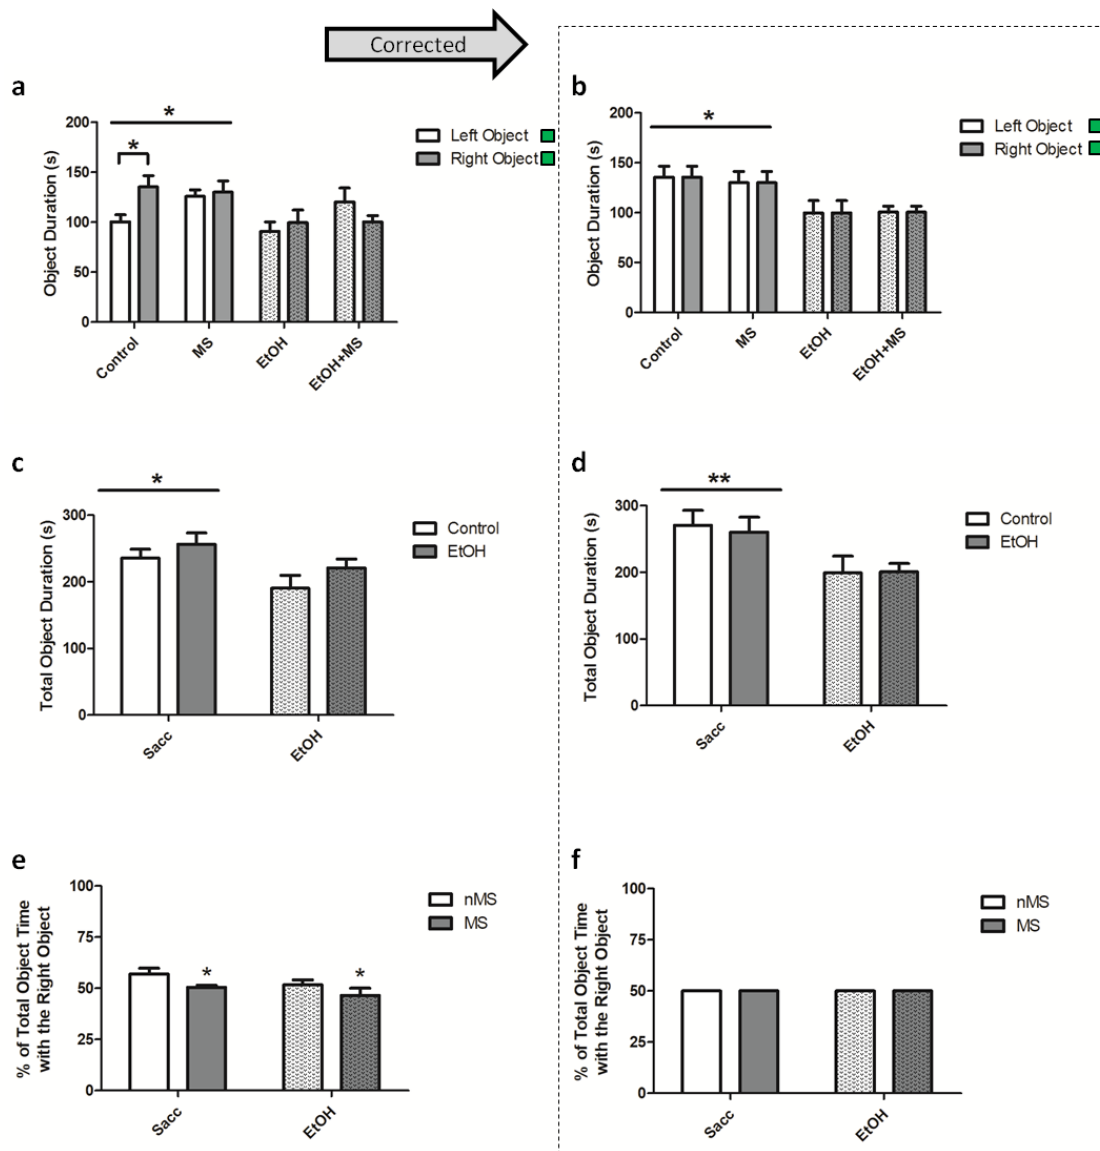 Corrected
a
*
*
Object Duration (s)
200
150
100
50
0
Control
MS
EtOH
EtOH+MS
Left Object
Right Object
b
*
Object Duration (s)
200
150
100
50
0
Control
MS
EtOH
EtOH+MS
Left Object
Right Object
c
*
Total Object Duration (s)
300
200
100
0
Sacc
EtOH
Control
EtOH
d
**
Total Object Duration (s)
300
200
100
0
Sacc
EtOH
Control
EtOH
e
% of Total Object Time
with the Right Object
100
75
50
25
0
*
*
Sacc
EtOH
nMS
MS
f
% of Total Object Time
with the Right Object
100
75
50
25
0
Sacc
EtOH
nMS
MS